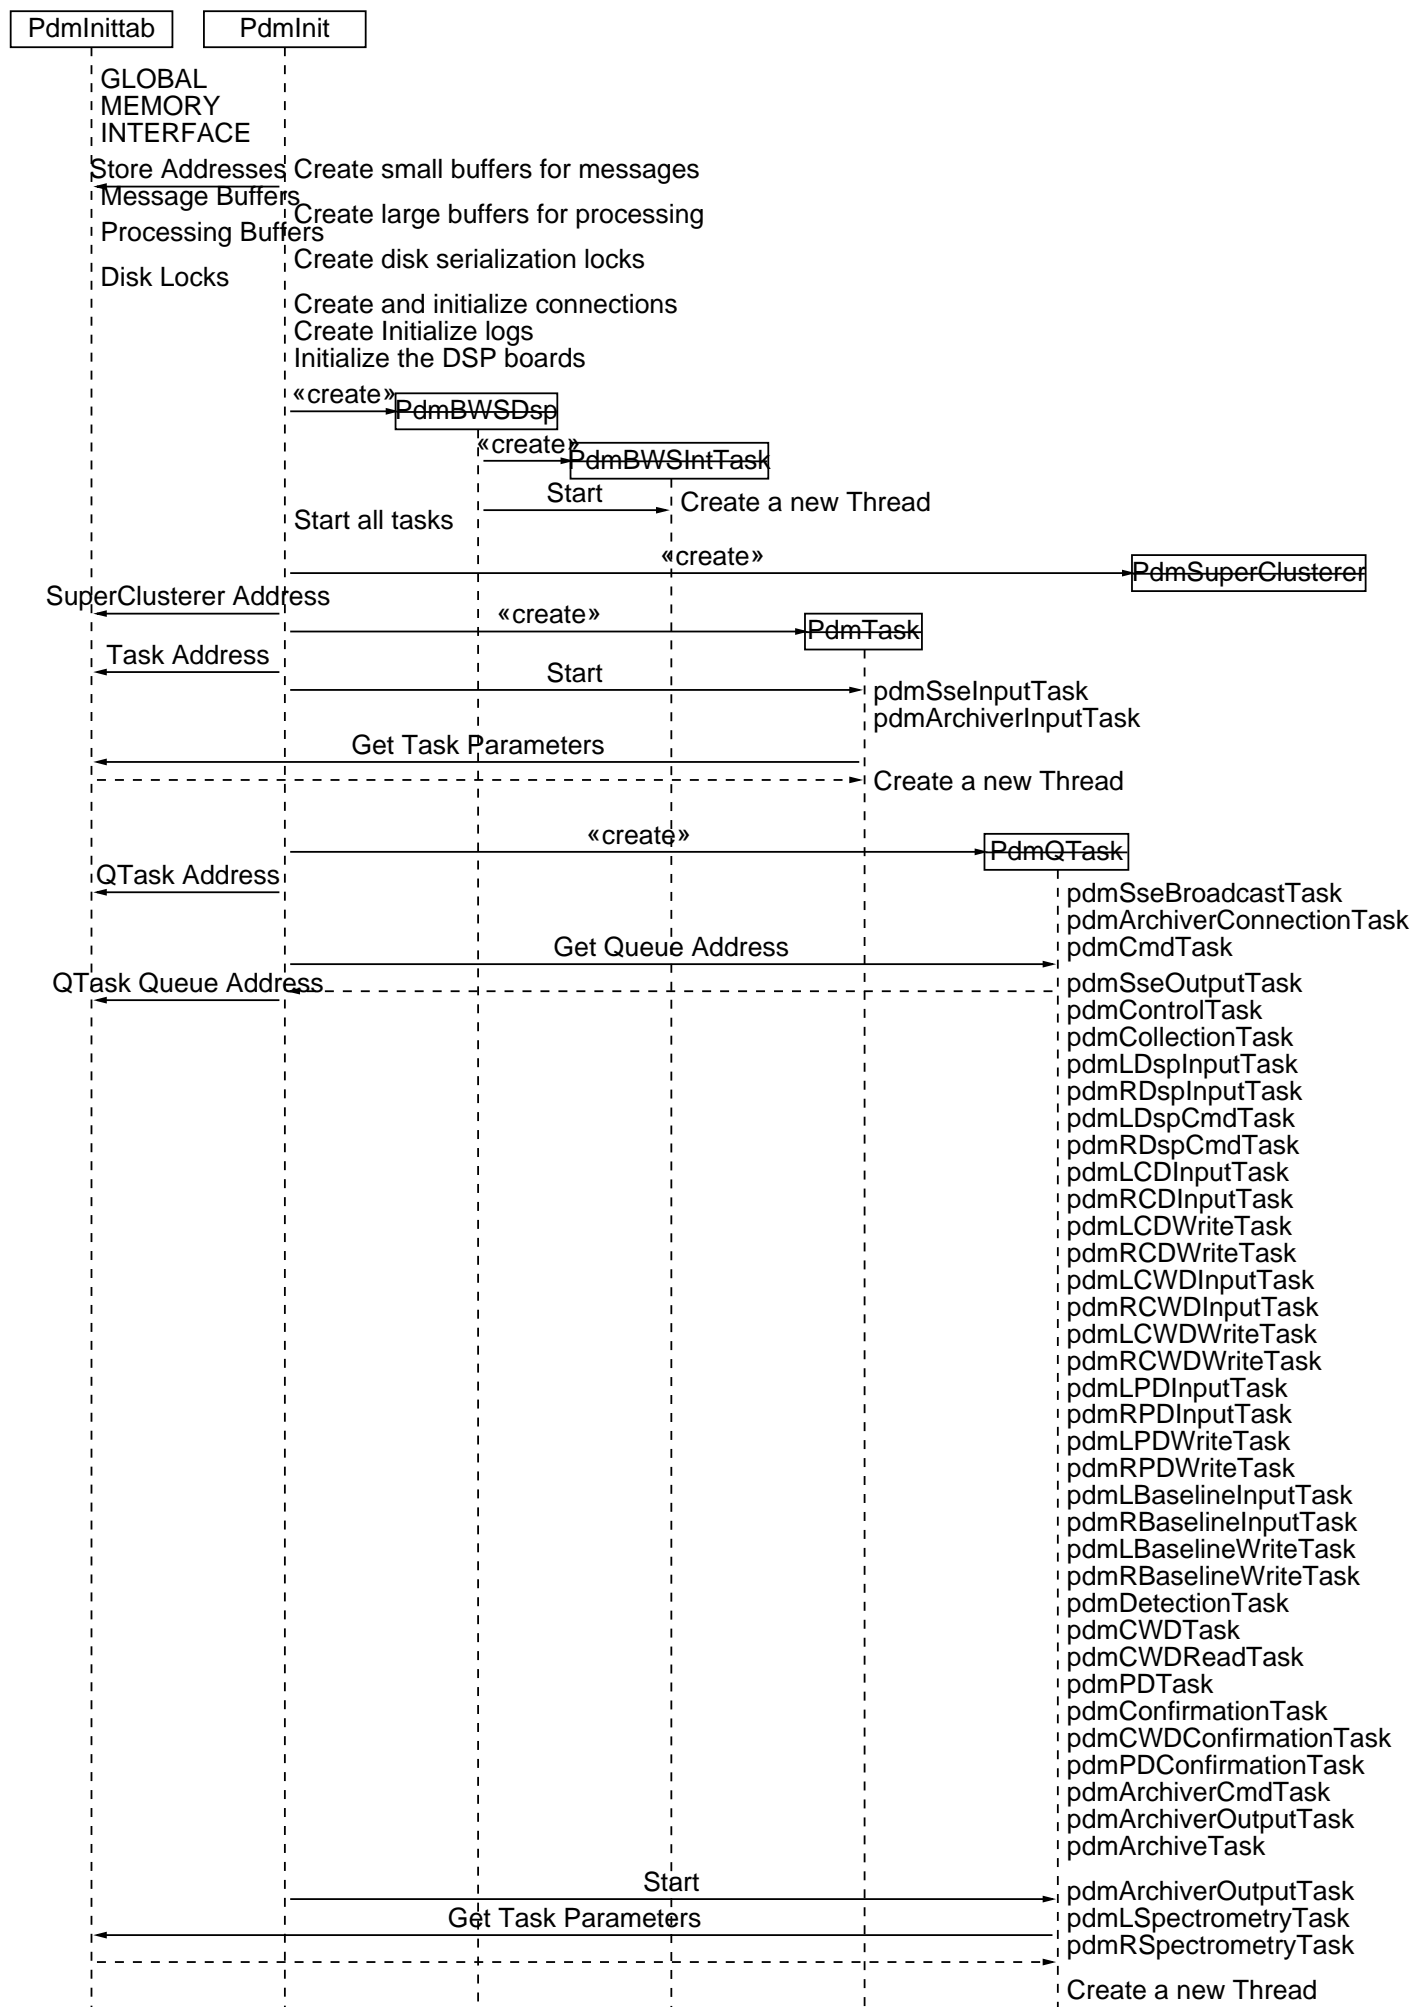 PdmInittab
PdmInit
GLOBAL
MEMORY
INTERFACE
Store Addresses
Create small buffers for messages
Message Buffers
Create large buffers for processing
Processing Buffers
Create disk serialization locks
Disk Locks
Create and initialize connections
Create Initialize logs
Initialize the DSP boards
«create»
PdmBWSDsp
«create»
PdmBWSIntTask
Start
Create a new Thread
Start all tasks
«create»
PdmSuperClusterer
SuperClusterer Address
«create»
PdmTask
Task Address
Start
pdmSseInputTask
pdmArchiverInputTask
Get Task Parameters
Create a new Thread
«create»
PdmQTask
QTask Address
pdmSseBroadcastTask
pdmArchiverConnectionTask
Get Queue Address
pdmCmdTask
QTask Queue Address
pdmSseOutputTask
pdmControlTask
pdmCollectionTask
pdmLDspInputTask
pdmRDspInputTask
pdmLDspCmdTask
pdmRDspCmdTask
pdmLCDInputTask
pdmRCDInputTask
pdmLCDWriteTask
pdmRCDWriteTask
pdmLCWDInputTask
pdmRCWDInputTask
pdmLCWDWriteTask
pdmRCWDWriteTask
pdmLPDInputTask
pdmRPDInputTask
pdmLPDWriteTask
pdmRPDWriteTask
pdmLBaselineInputTask
pdmRBaselineInputTask
pdmLBaselineWriteTask
pdmRBaselineWriteTask
pdmDetectionTask
pdmCWDTask
pdmCWDReadTask
pdmPDTask
pdmConfirmationTask
pdmCWDConfirmationTask
pdmPDConfirmationTask
pdmArchiverCmdTask
pdmArchiverOutputTask
pdmArchiveTask
Start
pdmArchiverOutputTask
Get Task Parameters
pdmLSpectrometryTask
pdmRSpectrometryTask
Create a new Thread